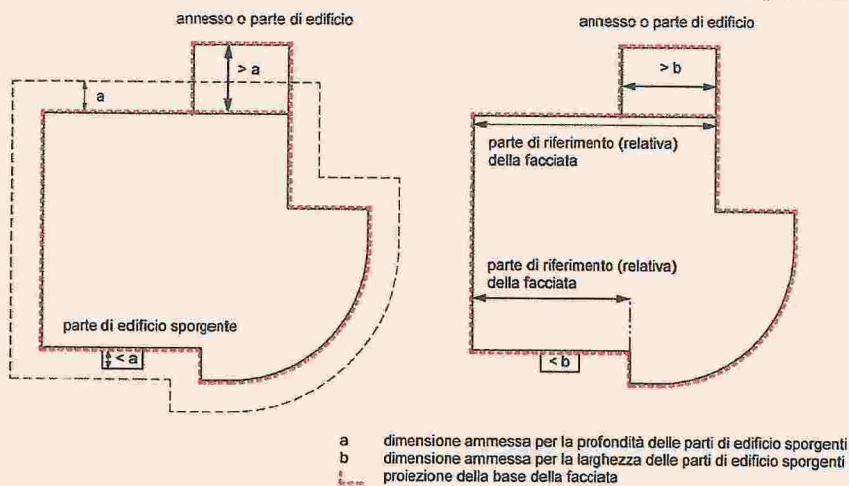 annesso o parte di edificio
> a
a
parte di edificio sporgente
< a
annesso o parte di edificio
> b
parte di riferimento (relativa)
della facciata
parte di riferimento (relativa)
della facciata
< b
a dimensione ammessa per la profondità delle parti di edificio sporgenti
b dimensione ammessa per la larghezza delle parti di edificio sporgenti
proiezione della base della facciata